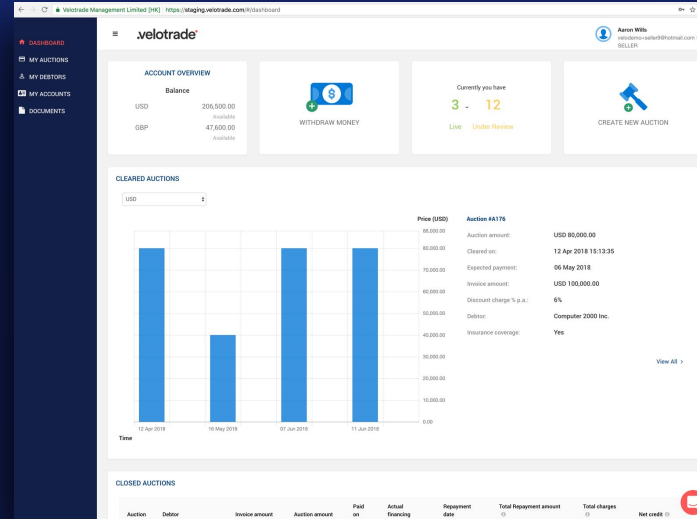 Velotrade Management Limited [HK] https://staging.velotrade.com/#/dashboard
.velotrade
Aaron Wills
velodemo+seller9@hotmail.com
SELLER
DASHBOARD
MY AUCTIONS
MY DEBTORS
MY ACCOUNTS
DOCUMENTS
ACCOUNT OVERVIEW
Balance
USD 206,500.00
Available
GBP 47,600.00
Available
WITHDRAW MONEY
Currently you have
3 - 12
Live Under Review
CREATE NEW AUCTION
CLEARED AUCTIONS
USD
Price (USD)
88,000.00
80,000.00
70,000.00
60,000.00
50,000.00
40,000.00
30,000.00
20,000.00
10,000.00
0.00
12 Apr 2018 16 May 2018 07 Jun 2018 11 Jun 2018
Time
Auction #A176
Auction amount: USD 80,000.00
Cleared on: 12 Apr 2018 15:13:35
Expected payment: 06 May 2018
Invoice amount: USD 100,000.00
Discount charge % p.a.: 6%
Debtor: Computer 2000 Inc.
Insurance coverage: Yes
View All >
CLOSED AUCTIONS
Auction Debtor Invoice amount Auction amount Paid on Actual financing Repayment date Total Repayment amount Total charges Net credit